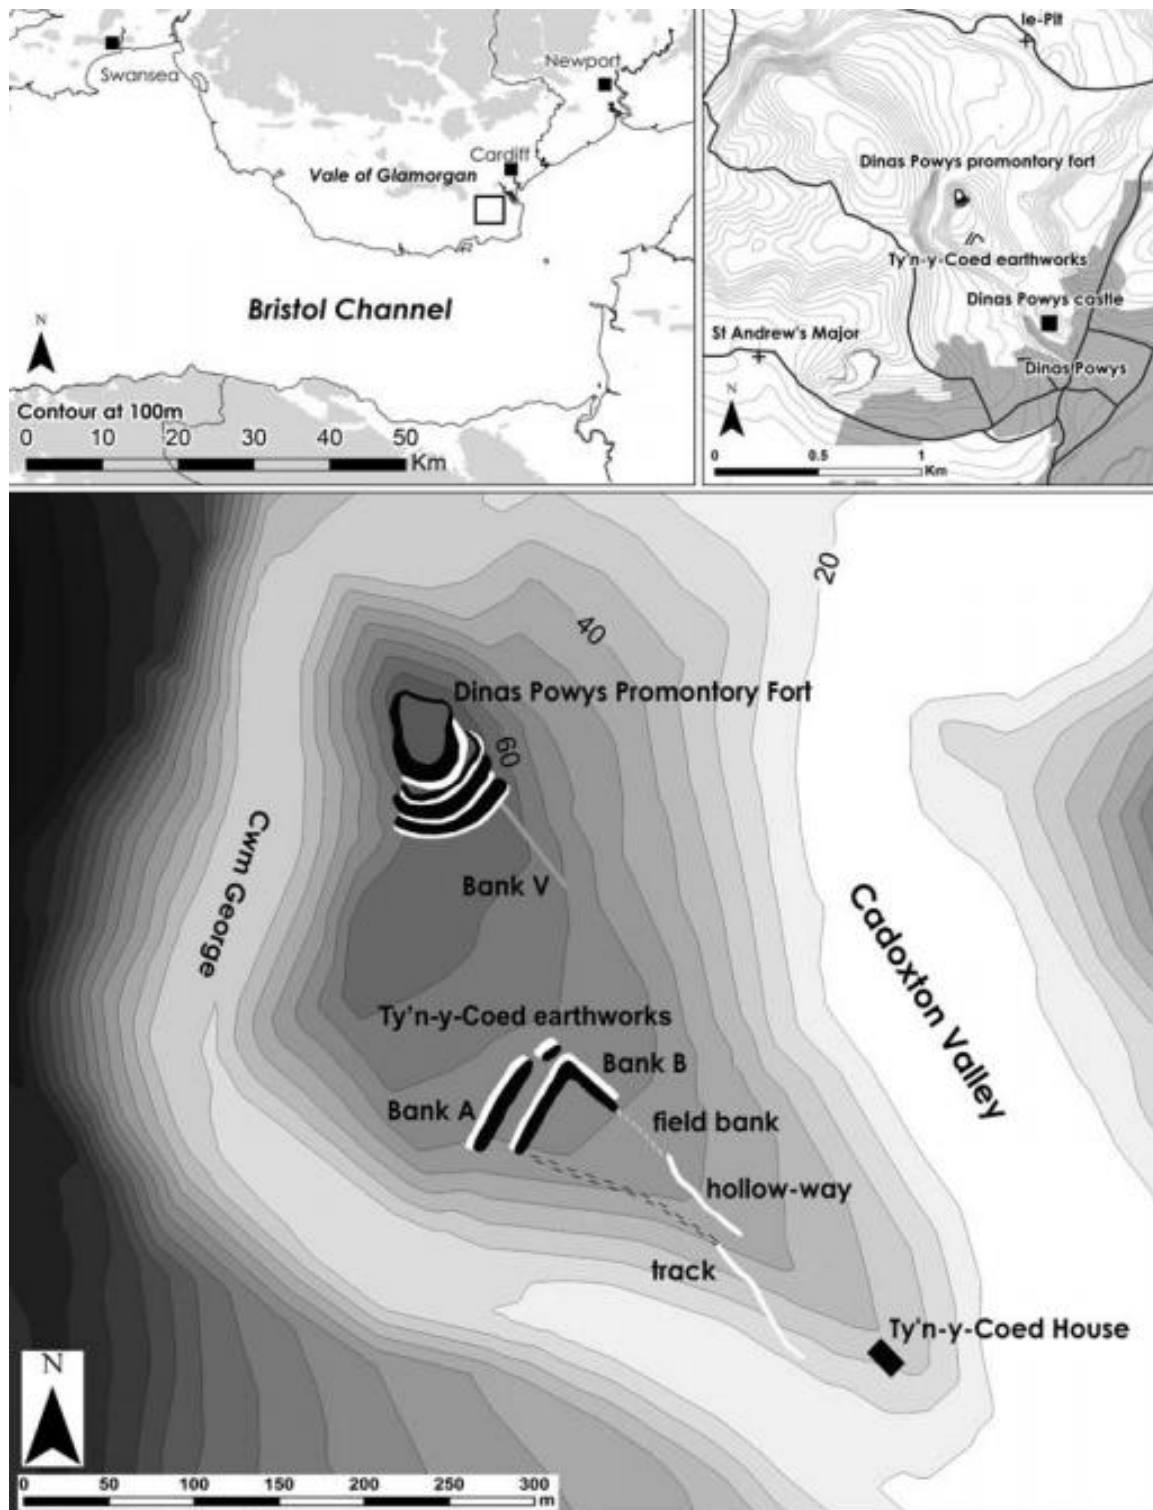 Swansea
Newport
Cardiff
Vale of Glamorgan
Bristol Channel
N
Contour at 100m
0 10 20 30 40 50
Km
le-Pit
Dinas Powys promontory fort
Ty'n-y-Coed earthworks
Dinas Powys castle
St Andrew's Major
Dinas Powys
N
0 0.5 1
Km
20
40
Dinas Powys Promontory Fort
60
Cwm George
Bank V
Cadoxton Valley
Ty'n-y-Coed earthworks
Bank B
Bank A
field bank
hollow-way
track
Ty'n-y-Coed House
N
0 50 100 150 200 250 300
m